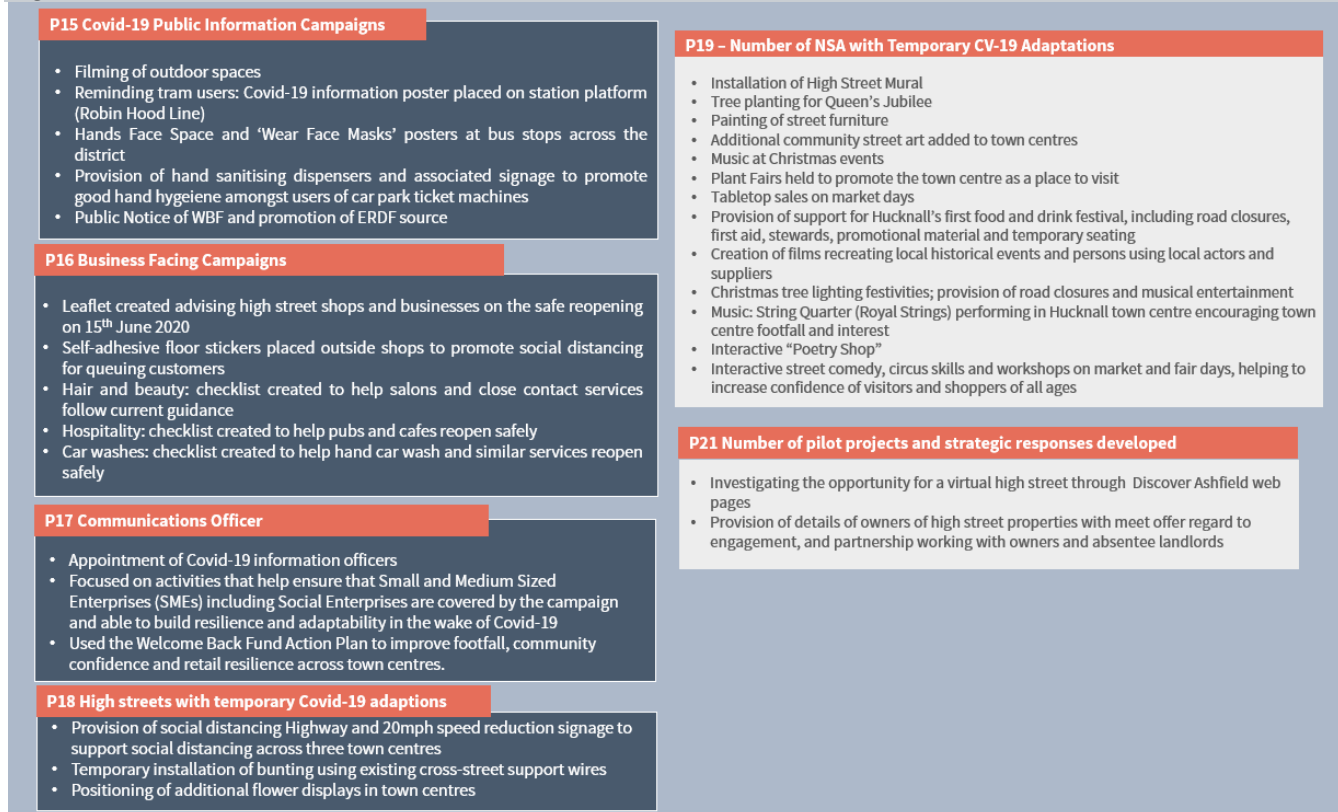 P15 Covid-19 Public Information Campaigns
• Filming of outdoor spaces
• Reminding tram users: Covid-19 information poster placed on station platform
(Robin Hood Line)
• Hands Face Space and ‘Wear Face Masks’ posters at bus stops across the
district
• Provision of hand sanitising dispensers and associated signage to promote
good hand hygeiene amongst users of car park ticket machines
• Public Notice of WBF and promotion of ERDF source
P16 Business Facing Campaigns
• Leaflet created advising high street shops and businesses on the safe reopening
on 15th June 2020
• Self-adhesive floor stickers placed outside shops to promote social distancing
for queuing customers
• Hair and beauty: checklist created to help salons and close contact services
follow current guidance
• Hospitality: checklist created to help pubs and cafes reopen safely
• Car washes: checklist created to help hand car wash and similar services reopen
safely
P17 Communications Officer
• Appointment of Covid-19 information officers
• Focused on activities that help ensure that Small and Medium Sized
Enterprises (SMEs) including Social Enterprises are covered by the campaign
and able to build resilience and adaptability in the wake of Covid-19
• Used the Welcome Back Fund Action Plan to improve footfall, community
confidence and retail resilience across town centres.
P18 High streets with temporary Covid-19 adaptions
• Provision of social distancing Highway and 20mph speed reduction signage to
support social distancing across three town centres
• Temporary installation of bunting using existing cross-street support wires
• Positioning of additional flower displays in town centres
P19 – Number of NSA with Temporary CV-19 Adaptations
• Installation of High Street Mural
• Tree planting for Queen’s Jubilee
• Painting of street furniture
• Additional community street art added to town centres
• Music at Christmas events
• Plant Fairs held to promote the town centre as a place to visit
• Tabletop sales on market days
• Provision of support for Hucknall’s first food and drink festival, including road closures,
first aid, stewards, promotional material and temporary seating
• Creation of films recreating local historical events and persons using local actors and
suppliers
• Christmas tree lighting festivities; provision of road closures and musical entertainment
• Music: String Quarter (Royal Strings) performing in Hucknall town centre encouraging town
centre footfall and interest
• Interactive “Poetry Shop”
• Interactive street comedy, circus skills and workshops on market and fair days, helping to
increase confidence of visitors and shoppers of all ages
P21 Number of pilot projects and strategic responses developed
• Investigating the opportunity for a virtual high street through Discover Ashfield web
pages
• Provision of details of owners of high street properties with meet offer regard to
engagement, and partnership working with owners and absentee landlords